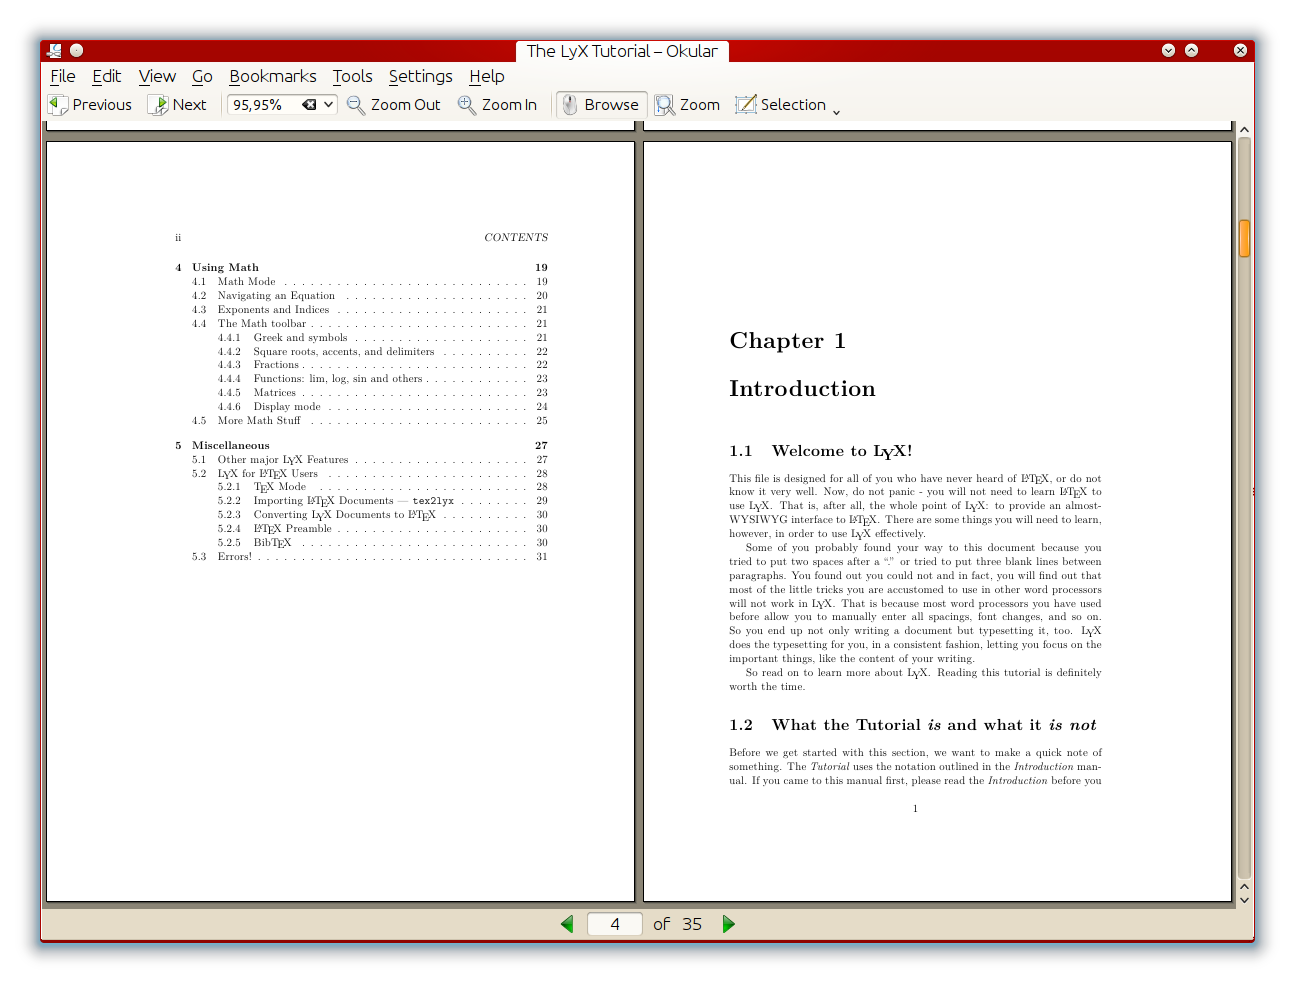 The LyX Tutorial – Okular
File Edit View Go Bookmarks Tools Settings Help
Previous Next 95,95% Zoom Out Zoom In Browse Zoom Selection
ii CONTENTS
4 Using Math 19
4.1 Math Mode . . . . . . . . . . . . . . . . . . . . . . . . . . . . 19
4.2 Navigating an Equation . . . . . . . . . . . . . . . . . . . . . 20
4.3 Exponents and Indices . . . . . . . . . . . . . . . . . . . . . . 21
4.4 The Math toolbar . . . . . . . . . . . . . . . . . . . . . . . . . 21
4.4.1 Greek and symbols . . . . . . . . . . . . . . . . . . . . 21
4.4.2 Square roots, accents, and delimiters . . . . . . . . . . 22
4.4.3 Fractions . . . . . . . . . . . . . . . . . . . . . . . . . . 22
4.4.4 Functions: lim, log, sin and others . . . . . . . . . . . . 23
4.4.5 Matrices . . . . . . . . . . . . . . . . . . . . . . . . . . 23
4.4.6 Display mode . . . . . . . . . . . . . . . . . . . . . . . 24
4.5 More Math Stuff . . . . . . . . . . . . . . . . . . . . . . . . . 25
5 Miscellaneous 27
5.1 Other major LyX Features . . . . . . . . . . . . . . . . . . . . 27
5.2 LyX for LaTeX Users . . . . . . . . . . . . . . . . . . . . . . . 28
5.2.1 TeX Mode . . . . . . . . . . . . . . . . . . . . . . . . 28
5.2.2 Importing LaTeX Documents — tex2lyx . . . . . . . . 29
5.2.3 Converting LyX Documents to LaTeX . . . . . . . . . . 30
5.2.4 LaTeX Preamble . . . . . . . . . . . . . . . . . . . . . . 30
5.2.5 BibTeX . . . . . . . . . . . . . . . . . . . . . . . . . . 30
5.3 Errors! . . . . . . . . . . . . . . . . . . . . . . . . . . . . . . . 31
Chapter 1
Introduction
1.1 Welcome to LyX!
This file is designed for all of you who have never heard of LaTeX, or do not
know it very well. Now, do not panic - you will not need to learn LaTeX to
use LyX. That is, after all, the whole point of LyX: to provide an almost-
WYSIWYG interface to LaTeX. There are some things you will need to learn,
however, in order to use LyX effectively.
Some of you probably found your way to this document because you
tried to put two spaces after a “.” or tried to put three blank lines between
paragraphs. You found out you could not and in fact, you will find out that
most of the little tricks you are accustomed to use in other word processors
will not work in LyX. That is because most word processors you have used
before allow you to manually enter all spacings, font changes, and so on.
So you end up not only writing a document but typesetting it, too. LyX
does the typesetting for you, in a consistent fashion, letting you focus on the
important things, like the content of your writing.
So read on to learn more about LyX. Reading this tutorial is definitely
worth the time.
1.2 What the Tutorial is and what it is not
Before we get started with this section, we want to make a quick note of
something. The Tutorial uses the notation outlined in the Introduction man-
ual. If you came to this manual first, please read the Introduction before you
1
4 of 35